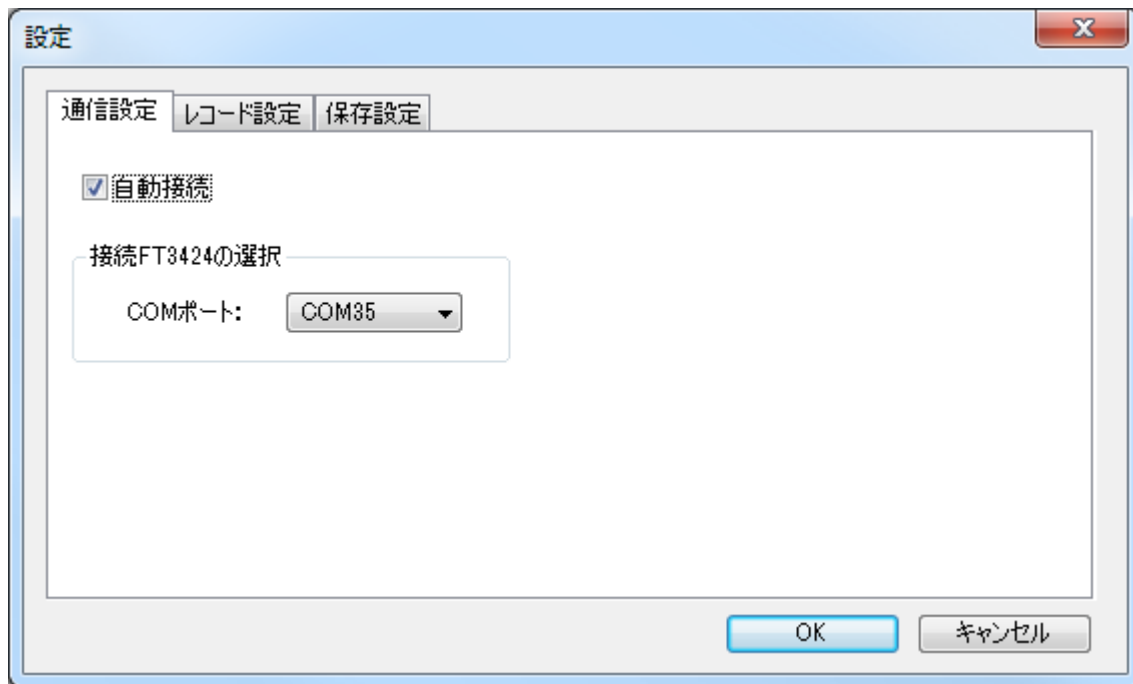 設定
通信設定 レコード設定 保存設定
自動接続
接続FT3424の選択
COMポート: COM35
OK キャンセル